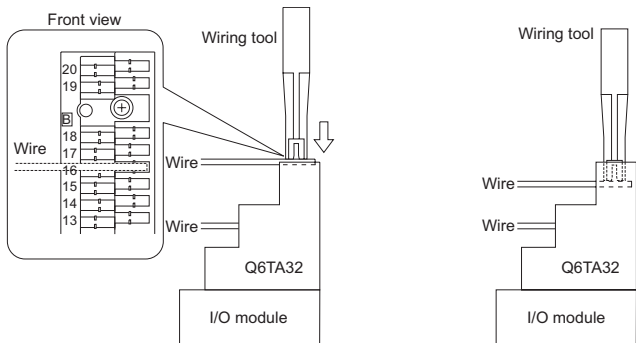 Front view
20
19
B
18
17
Wire
16
15
14
13
Wiring tool
Wire
Wire
Q6TA32
I/O module
Wiring tool
Wire
Wire
Q6TA32
I/O module